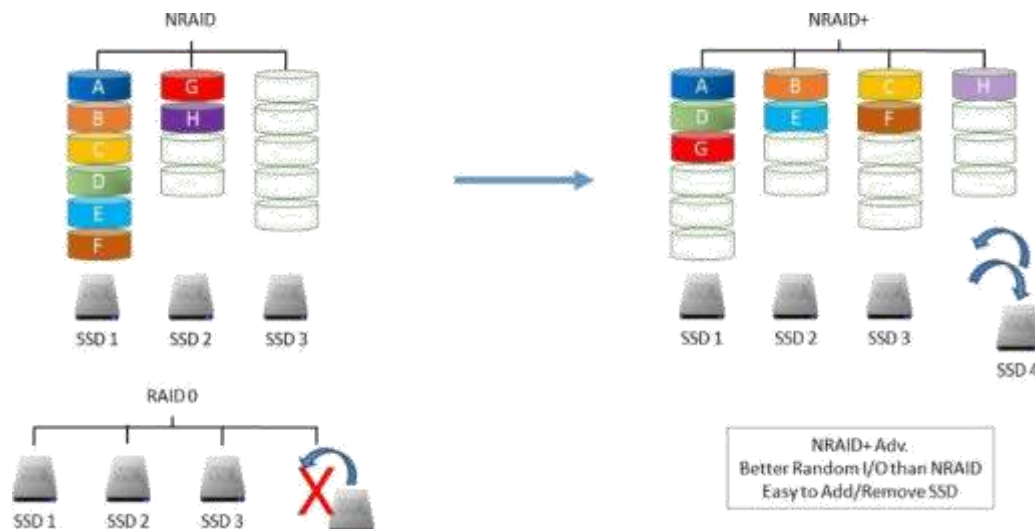 NRAID
A
B
C
D
E
F
G
H
SSD 1
SSD 2
SSD 3
NRAID+
A
D
G
B
E
C
F
H
SSD 1
SSD 2
SSD 3
SSD 4
RAID 0
SSD 1
SSD 2
SSD 3
X
NRAID+ Adv.
Better Random I/O than NRAID
Easy to Add/Remove SSD